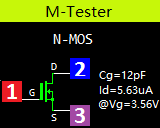 M-Tester
N-MOS
D 2
Cg=12pF
1 G
Id=5.63uA
@Vg=3.56V
S 3